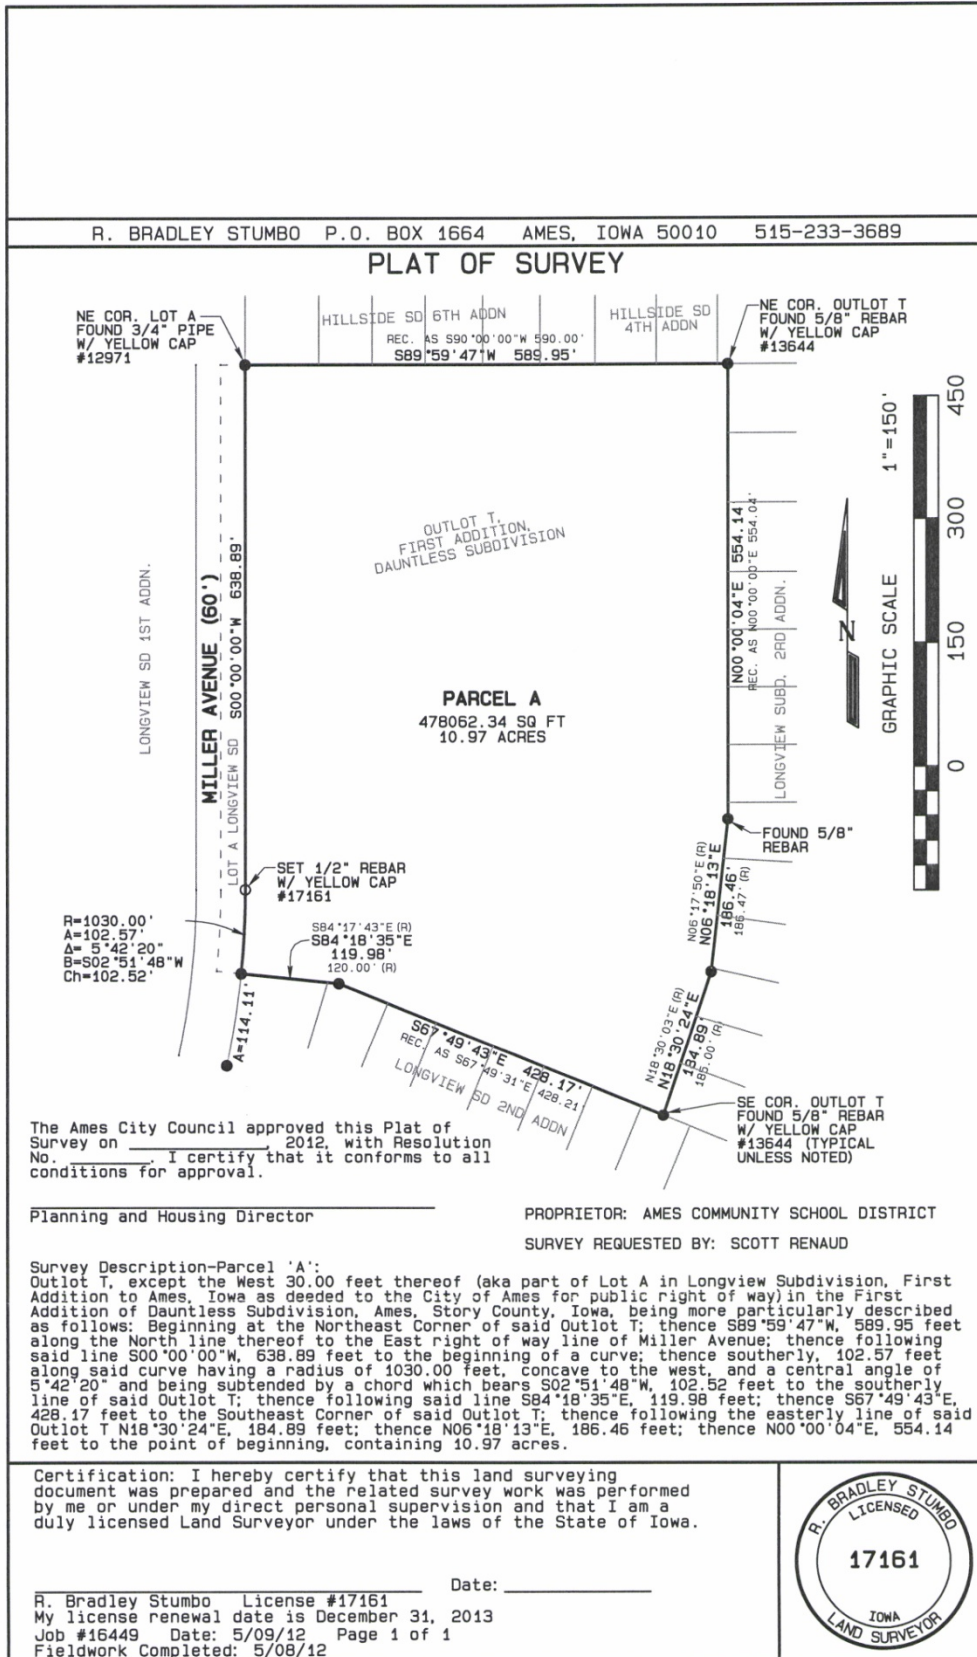 R. BRADLEY STUMBO P.O. BOX 1664 AMES, IOWA 50010 515-233-3689
PLAT OF SURVEY
NE COR. LOT A
FOUND 3/4" PIPE
W/ YELLOW CAP
#12971
HILLSIDE SD 6TH ADDN
HILLSIDE SD
4TH ADDN
REC. AS S90°00'00"W 590.00'
S89°59'47"W 589.95'
NE COR. OUTLOT T
FOUND 5/8" REBAR
W/ YELLOW CAP
#13644
OUTLOT T,
FIRST ADDITION,
DAUNTLESS SUBDIVISION
LONGVIEW SD 1ST ADDN.
MILLER AVENUE (60')
LOT A LONGVIEW SD
S00°00'00"W 638.89'
PARCEL A
478062.34 SQ FT
10.97 ACRES
N00°00'04"E 554.14'
REC. AS N00°00'00"E 554.04'
LONGVIEW SUBD. 2RD ADDN.
N
GRAPHIC SCALE 1"=150'
0 150 300 450
FOUND 5/8"
REBAR
SET 1/2" REBAR
W/ YELLOW CAP
#17161
R=1030.00'
A=102.57'
Δ= 5°42'20"
B=S02°51'48"W
Ch=102.52'
S84°17'43"E (R)
S84°18'35"E
119.98'
120.00' (R)
N06°17'50"E (R)
N06°18'13"E
186.46'
186.47' (R)
A=114.11'
S67°49'43"E 428.17'
REC. AS S67°49'31"E 428.21'
LONGVIEW SD 2ND ADDN
N18°30'03"E (R)
N18°30'24"E
184.89'
185.00' (R)
SE COR. OUTLOT T
FOUND 5/8" REBAR
W/ YELLOW CAP
#13644 (TYPICAL
UNLESS NOTED)
The Ames City Council approved this Plat of
Survey on ____________, 2012, with Resolution
No. _______. I certify that it conforms to all
conditions for approval.
Planning and Housing Director
PROPRIETOR: AMES COMMUNITY SCHOOL DISTRICT
SURVEY REQUESTED BY: SCOTT RENAUD
Survey Description-Parcel 'A':
Outlot T, except the West 30.00 feet thereof (aka part of Lot A in Longview Subdivision, First
Addition to Ames, Iowa as deeded to the City of Ames for public right of way) in the First
Addition of Dauntless Subdivision, Ames, Story County, Iowa, being more particularly described
as follows: Beginning at the Northeast Corner of said Outlot T; thence S89°59'47"W, 589.95 feet
along the North line thereof to the East right of way line of Miller Avenue; thence following
said line S00°00'00"W, 638.89 feet to the beginning of a curve; thence southerly, 102.57 feet
along said curve having a radius of 1030.00 feet, concave to the west, and a central angle of
5°42'20" and being subtended by a chord which bears S02°51'48"W, 102.52 feet to the southerly
line of said Outlot T; thence following said line S84°18'35"E, 119.98 feet; thence S67°49'43"E,
428.17 feet to the Southeast Corner of said Outlot T; thence following the easterly line of said
Outlot T N18°30'24"E, 184.89 feet; thence N06°18'13"E, 186.46 feet; thence N00°00'04"E, 554.14
feet to the point of beginning, containing 10.97 acres.
Certification: I hereby certify that this land surveying
document was prepared and the related survey work was performed
by me or under my direct personal supervision and that I am a
duly licensed Land Surveyor under the laws of the State of Iowa.
Date:
R. Bradley Stumbo License #17161
My license renewal date is December 31, 2013
Job #16449 Date: 5/09/12 Page 1 of 1
Fieldwork Completed: 5/08/12
R. BRADLEY STUMBO
LICENSED
17161
IOWA
LAND SURVEYOR